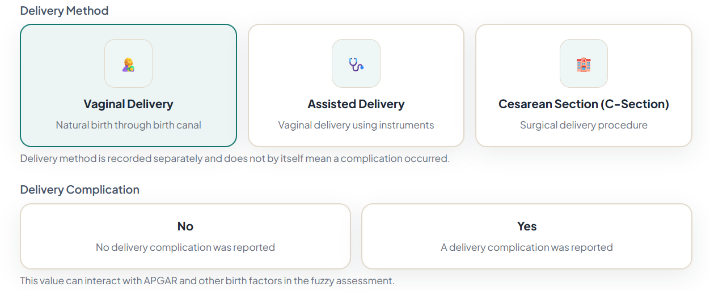 Delivery Method
Vaginal Delivery
Natural birth through birth canal
Assisted Delivery
Vaginal delivery using instruments
Cesarean Section (C-Section)
Surgical delivery procedure
Delivery method is recorded separately and does not by itself mean a complication occurred.
Delivery Complication
No
No delivery complication was reported
Yes
A delivery complication was reported
This value can interact with APGAR and other birth factors in the fuzzy assessment.